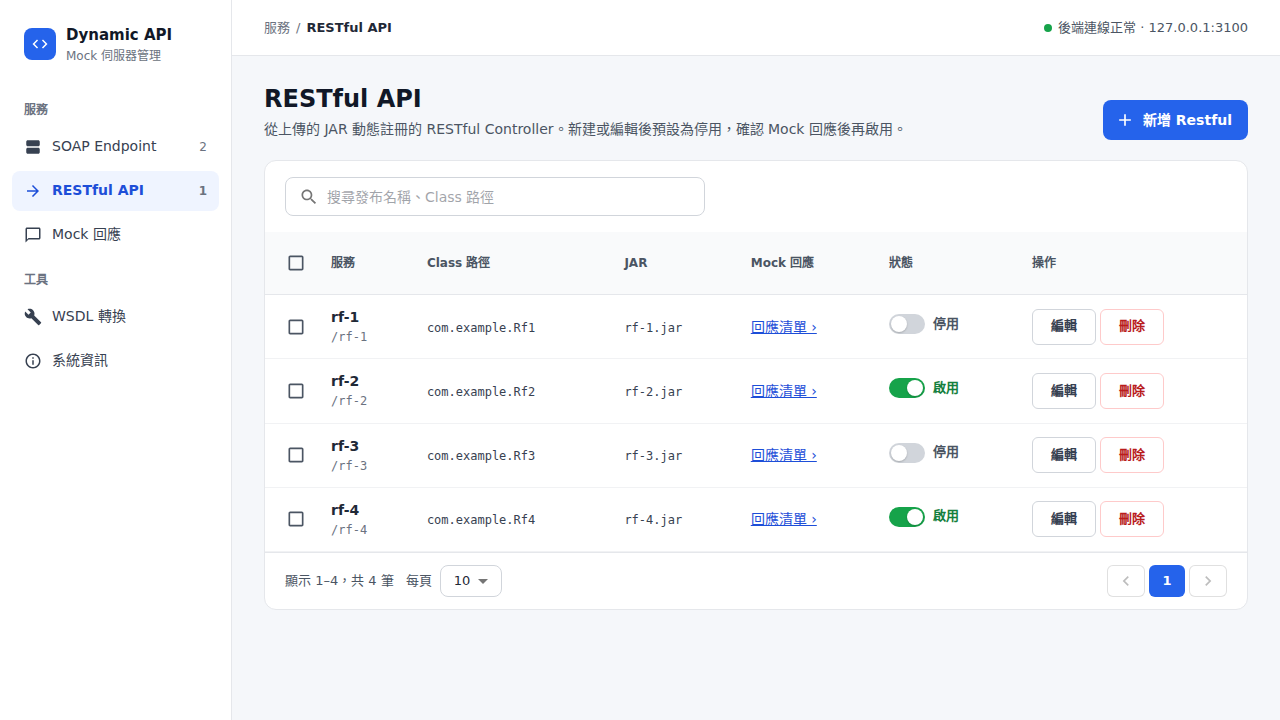 Dynamic API
Mock 伺服器管理
服務
SOAP Endpoint 2
RESTful API 1
Mock 回應
工具
WSDL 轉換
系統資訊
服務 / RESTful API
後端連線正常 · 127.0.0.1:3100
RESTful API
從上傳的 JAR 動態註冊的 RESTful Controller。新建或編輯後預設為停用，確認 Mock 回應後再啟用。
新增 Restful
搜尋發布名稱、Class 路徑
服務 Class 路徑 JAR Mock 回應 狀態 操作
rf-1
/rf-1
com.example.Rf1 rf-1.jar 回應清單 › 停用 編輯 刪除
rf-2
/rf-2
com.example.Rf2 rf-2.jar 回應清單 › 啟用 編輯 刪除
rf-3
/rf-3
com.example.Rf3 rf-3.jar 回應清單 › 停用 編輯 刪除
rf-4
/rf-4
com.example.Rf4 rf-4.jar 回應清單 › 啟用 編輯 刪除
顯示 1–4，共 4 筆 每頁 10
1